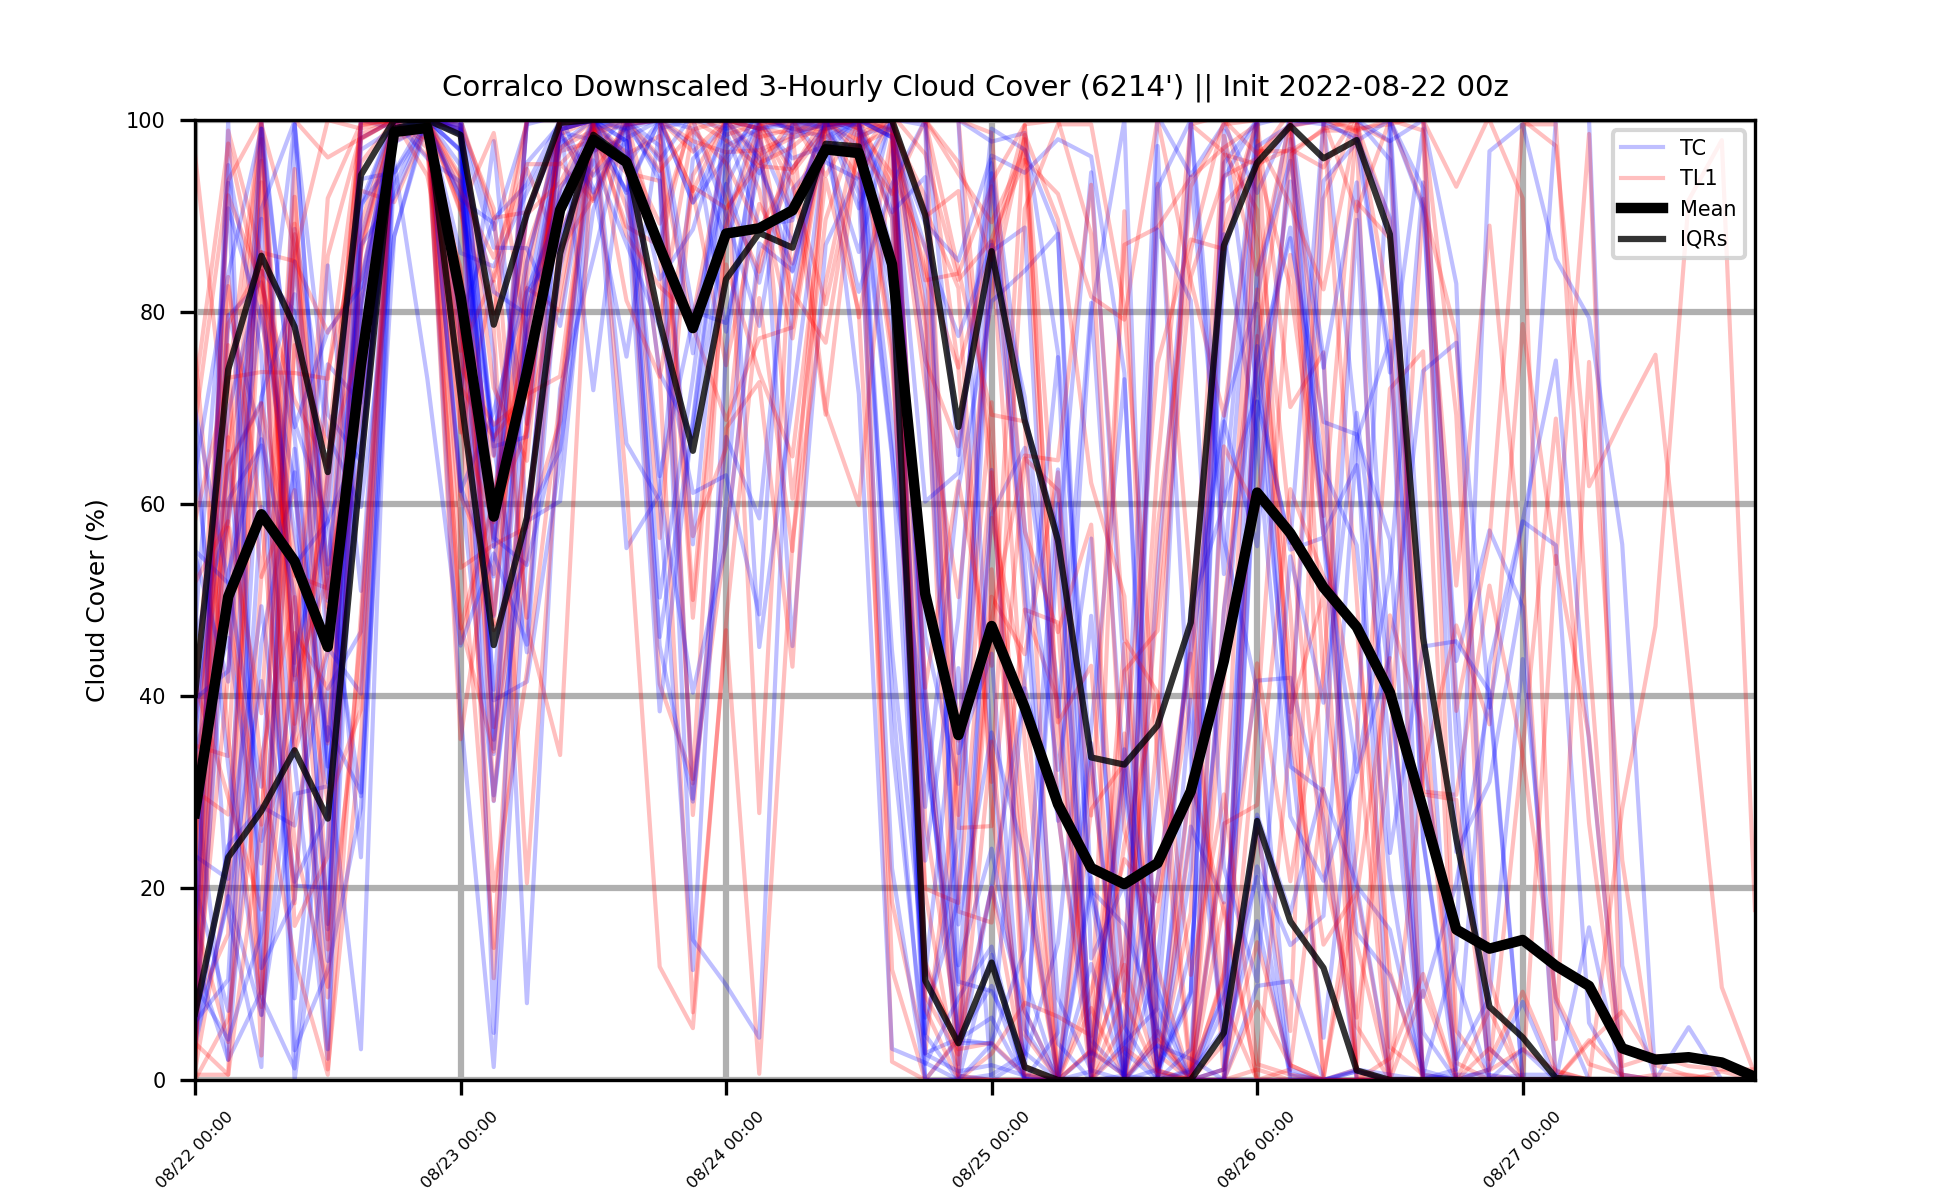 Corralco Downscaled 3-Hourly Cloud Cover (6214') || Init 2022-08-22 00z
100
80
60
40
20
0
Cloud Cover (%)
TC
TL1
Mean
IQRs
08/22 00:00
08/23 00:00
08/24 00:00
08/25 00:00
08/26 00:00
08/27 00:00